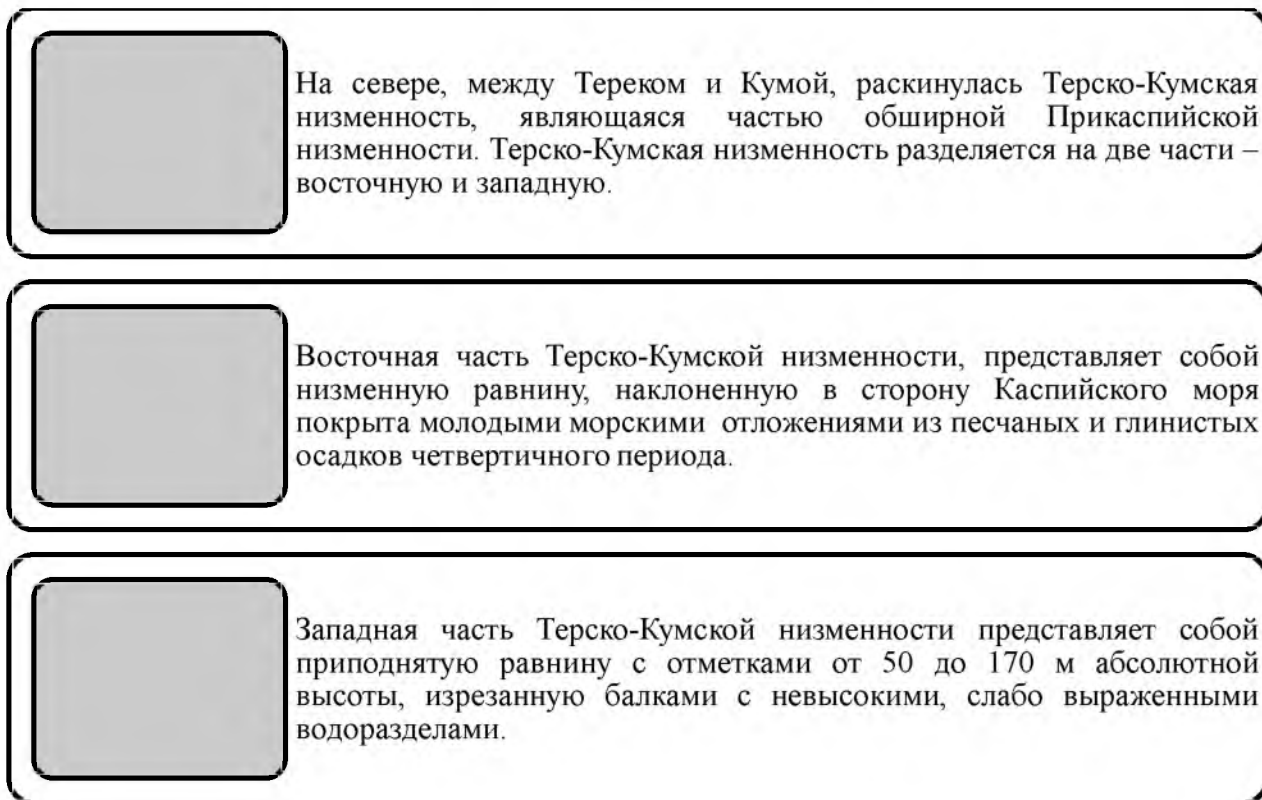 На севере, между Тереком и Кумой, раскинулась Терско-Кумская
низменность, являющаяся частью обширной Прикаспийской
низменности. Терско-Кумская низменность разделяется на две части –
восточную и западную.
Восточная часть Терско-Кумской низменности, представляет собой
низменную равнину, наклоненную в сторону Каспийского моря
покрыта молодыми морскими отложениями из песчаных и глинистых
осадков четвертичного периода.
Западная часть Терско-Кумской низменности представляет собой
приподнятую равнину с отметками от 50 до 170 м абсолютной
высоты, изрезанную балками с невысокими, слабо выраженными
водоразделами.